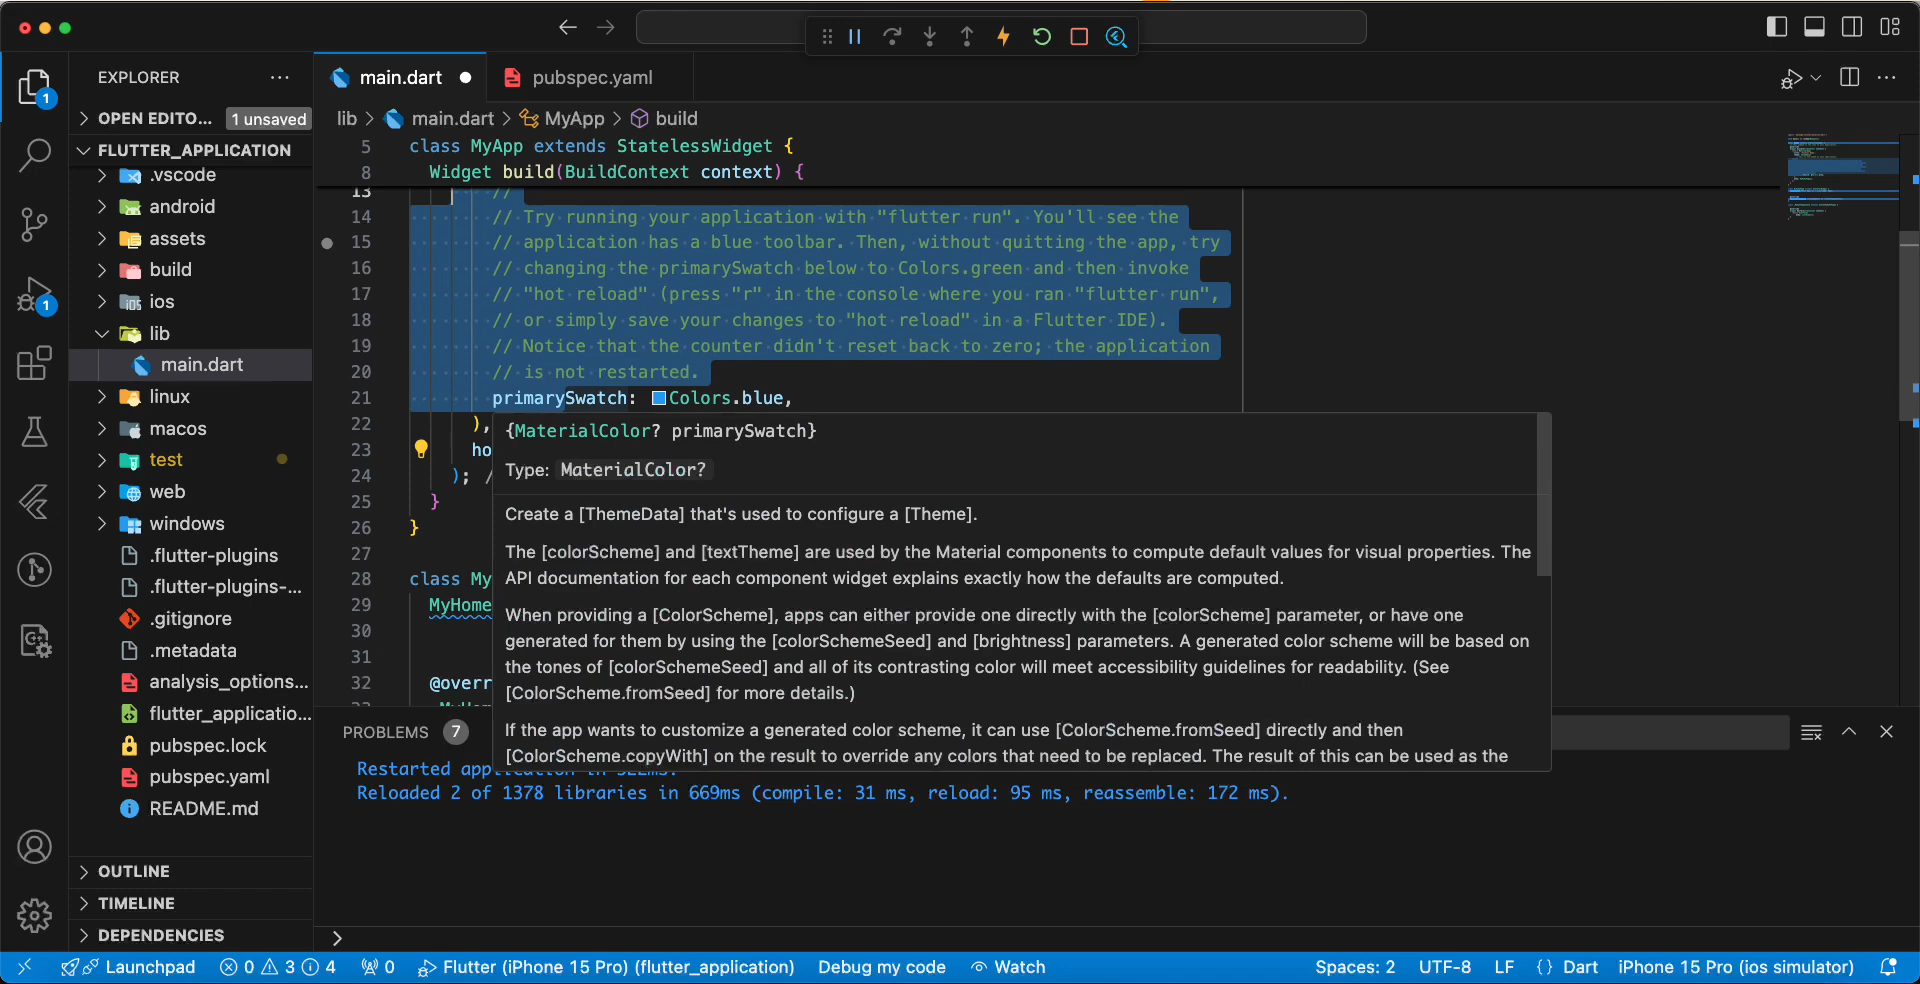 EXPLORER
OPEN EDITO...
1 unsaved
FLUTTER_APPLICATION
.vscode
android
assets
build
ios
lib
main.dart
linux
macos
test
web
windows
.flutter-plugins
.flutter-plugins-...
.gitignore
.metadata
analysis_options...
flutter_applicatio...
pubspec.lock
pubspec.yaml
README.md
OUTLINE
TIMELINE
DEPENDENCIES
1
1
main.dart
pubspec.yaml
lib > main.dart > MyApp > build
5 class MyApp extends StatelessWidget {
8 Widget build(BuildContext context) {
13 //
14 // Try running your application with "flutter run". You'll see the
15 // application has a blue toolbar. Then, without quitting the app, try
16 // changing the primarySwatch below to Colors.green and then invoke
17 // "hot reload" (press "r" in the console where you ran "flutter run",
18 // or simply save your changes to "hot reload" in a Flutter IDE).
19 // Notice that the counter didn't reset back to zero; the application
20 // is not restarted.
21 primarySwatch: Colors.blue,
22 ),
23 ho
24 ); /
25 }
26 }
27
28 class My
29 MyHome
30
31
32 @overr
{MaterialColor? primarySwatch}
Type: MaterialColor?
Create a [ThemeData] that's used to configure a [Theme].
The [colorScheme] and [textTheme] are used by the Material components to compute default values for visual properties. The
API documentation for each component widget explains exactly how the defaults are computed.
When providing a [ColorScheme], apps can either provide one directly with the [colorScheme] parameter, or have one
generated for them by using the [colorSchemeSeed] and [brightness] parameters. A generated color scheme will be based on
the tones of [colorSchemeSeed] and all of its contrasting color will meet accessibility guidelines for readability. (See
[ColorScheme.fromSeed] for more details.)
If the app wants to customize a generated color scheme, it can use [ColorScheme.fromSeed] directly and then
[ColorScheme.copyWith] on the result to override any colors that need to be replaced. The result of this can be used as the
PROBLEMS 7
Restarted application in 322ms.
Reloaded 2 of 1378 libraries in 669ms (compile: 31 ms, reload: 95 ms, reassemble: 172 ms).
Launchpad 0 3 4 0 Flutter (iPhone 15 Pro) (flutter_application) Debug my code Watch Spaces: 2 UTF-8 LF {} Dart iPhone 15 Pro (ios simulator)